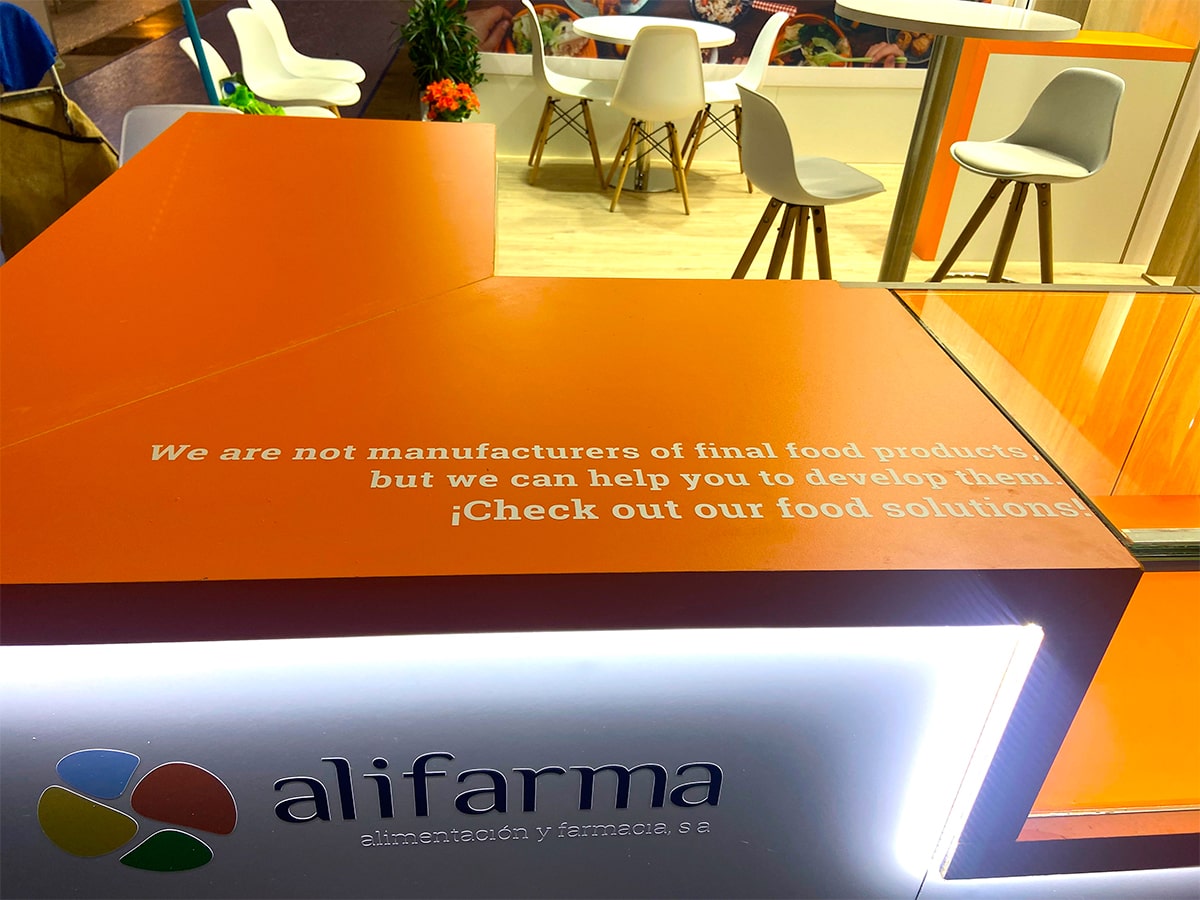 We are not manufacturers of final food products,
but we can help you to develop them.
¡Check out our food solutions!
alifarma
alimentación y farmacia, s a